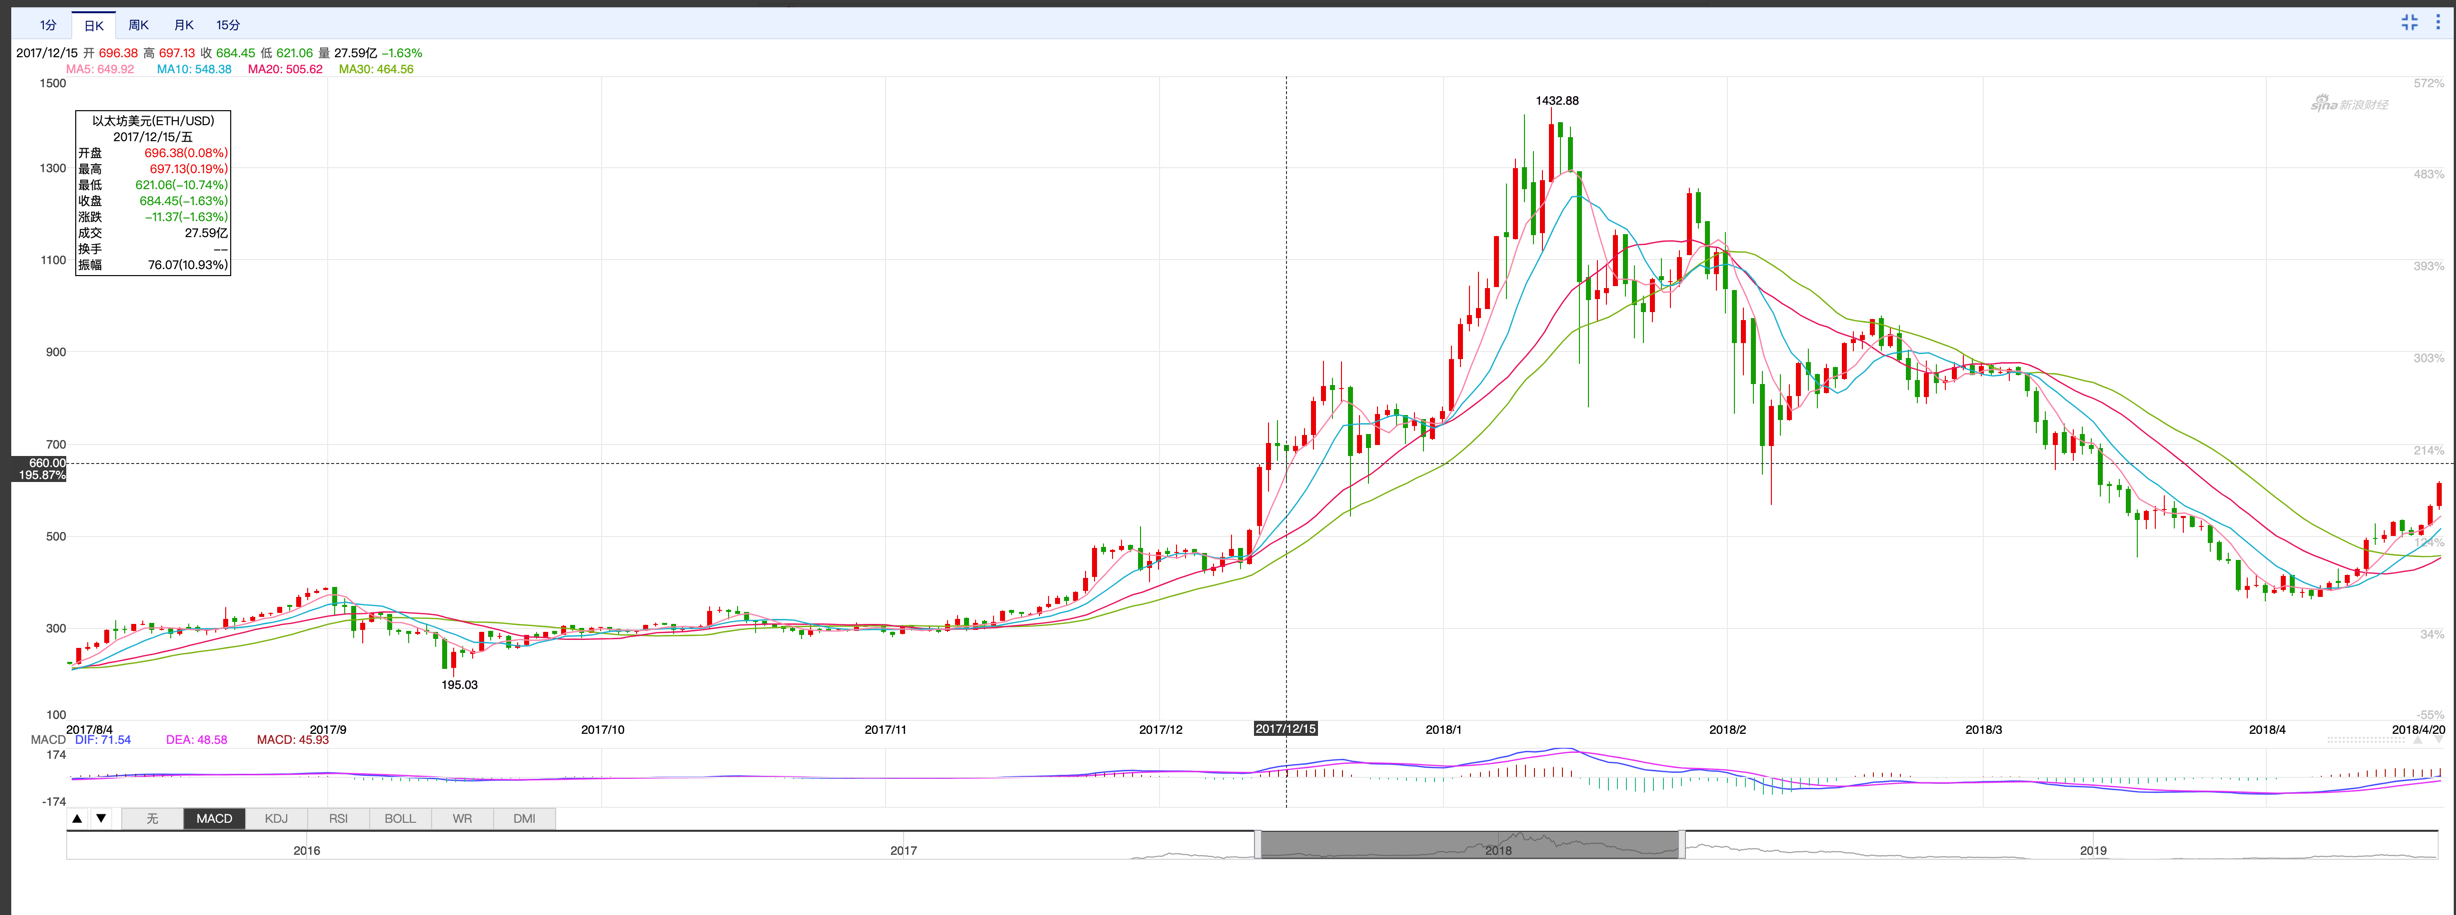 1分 日K 周K 月K 15分
2017/12/15 开 696.38 高 697.13 收 684.45 低 621.06 量 27.59亿 -1.63%
MA5: 649.92 MA10: 548.38 MA20: 505.62 MA30: 464.56
1500 572%
1432.88
sina 新浪财经
以太坊美元(ETH/USD)
2017/12/15/五
开盘 696.38(0.08%)
最高 697.13(0.19%)
最低 621.06(-10.74%)
收盘 684.45(-1.63%)
涨跌 -11.37(-1.63%)
成交 27.59亿
换手 --
振幅 76.07(10.93%)
1300 483%
1100 393%
900 303%
700 214%
660.00
195.87%
500 124%
300 34%
195.03
100 -55%
2017/8/4 2017/9 2017/10 2017/11 2017/12 2017/12/15 2018/1 2018/2 2018/3 2018/4 2018/4/20
MACD DIF: 71.54 DEA: 48.58 MACD: 45.93
174
-174
无 MACD KDJ RSI BOLL WR DMI
2016 2017 2018 2019